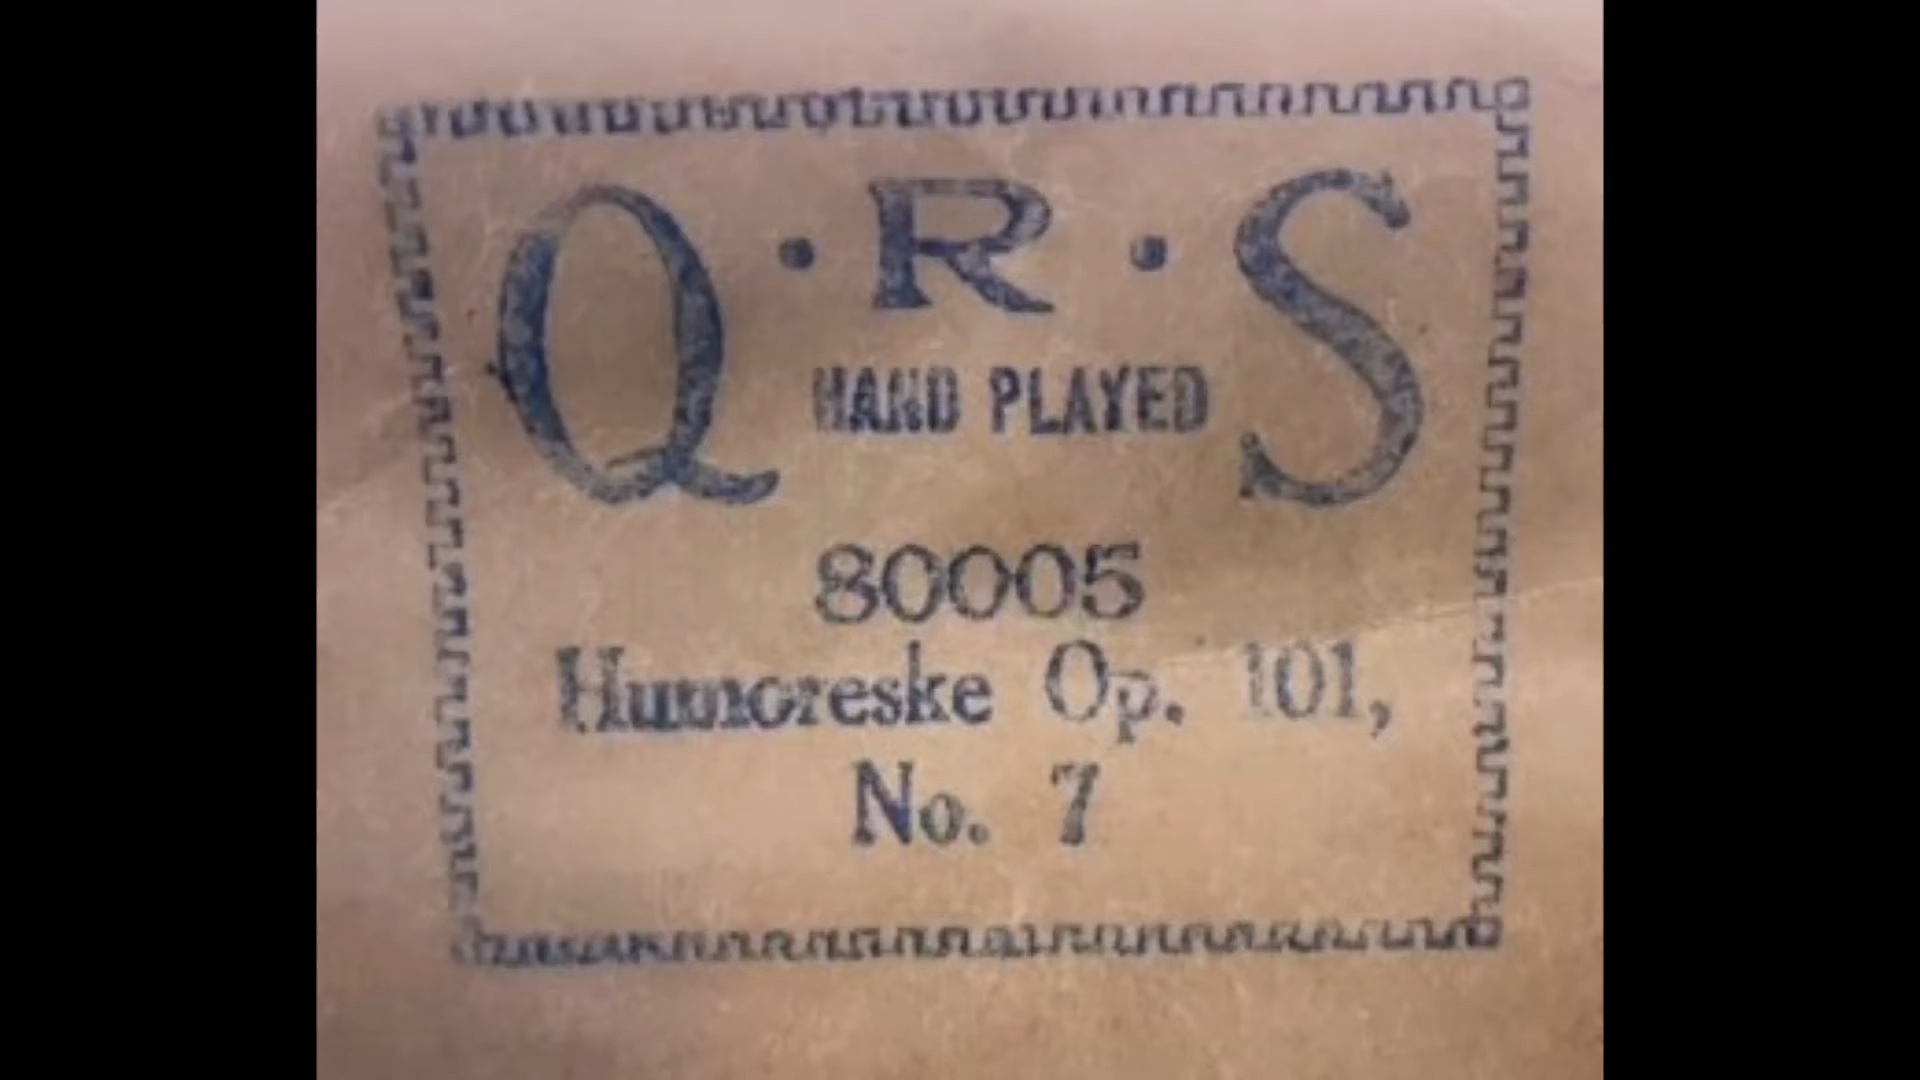 Q·R·S
HAND PLAYED
80005
Humoreske Op. 101,
No. 7